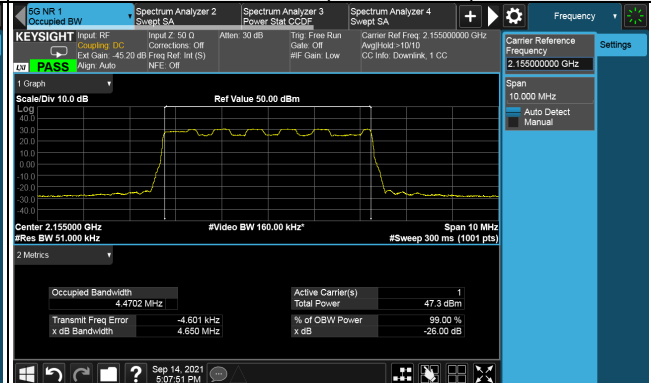 5G NR 1
Occupied BW
Spectrum Analyzer 2
Swept SA
Spectrum Analyzer 3
Power Stat CCDF
Spectrum Analyzer 4
Swept SA
Frequency
KEYSIGHT
Input: RF
Coupling: DC
Ext Gain: -45.20 dB
Align: Auto
Input Z: 50 Ω
Corrections: Off
Freq Ref: Int (S)
NFE: Off
Atten: 30 dB
Trig: Free Run
Gate: Off
#IF Gain: Low
Carrier Ref Freq: 2.155000000 GHz
Avg|Hold:>10/10
CC Info: Downlink, 1 CC
LXI PASS
Carrier Reference
Frequency
2.155000000 GHz
Settings
Span
10.000 MHz
Auto Detect
Manual
1 Graph
Scale/Div 10.0 dB
Ref Value 50.00 dBm
Log
40.0
30.0
20.0
10.0
0.00
-10.0
-20.0
-30.0
-40.0
Center 2.155000 GHz
#Video BW 160.00 kHz*
Span 10 MHz
#Res BW 51.000 kHz
#Sweep 300 ms (1001 pts)
2 Metrics
Occupied Bandwidth
4.4702 MHz
Active Carrier(s) 1
Total Power 47.3 dBm
Transmit Freq Error -4.601 kHz
% of OBW Power 99.00 %
x dB Bandwidth 4.650 MHz
x dB -26.00 dB
?
Sep 14, 2021
5:07:51 PM